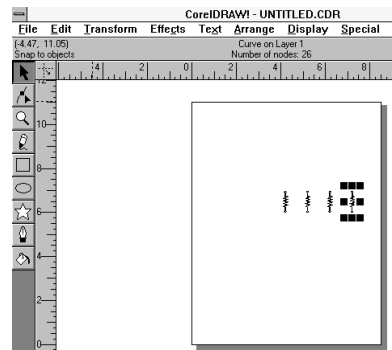 CorelDRAW! - UNTITLED.CDR
File Edit Transform Effects Text Arrange Display Special
(-4.47, 11.05) Curve on Layer 1
Snap to objects Number of nodes: 26
4 2 0 2 4 6 8
12
10
8
6
4
2
0